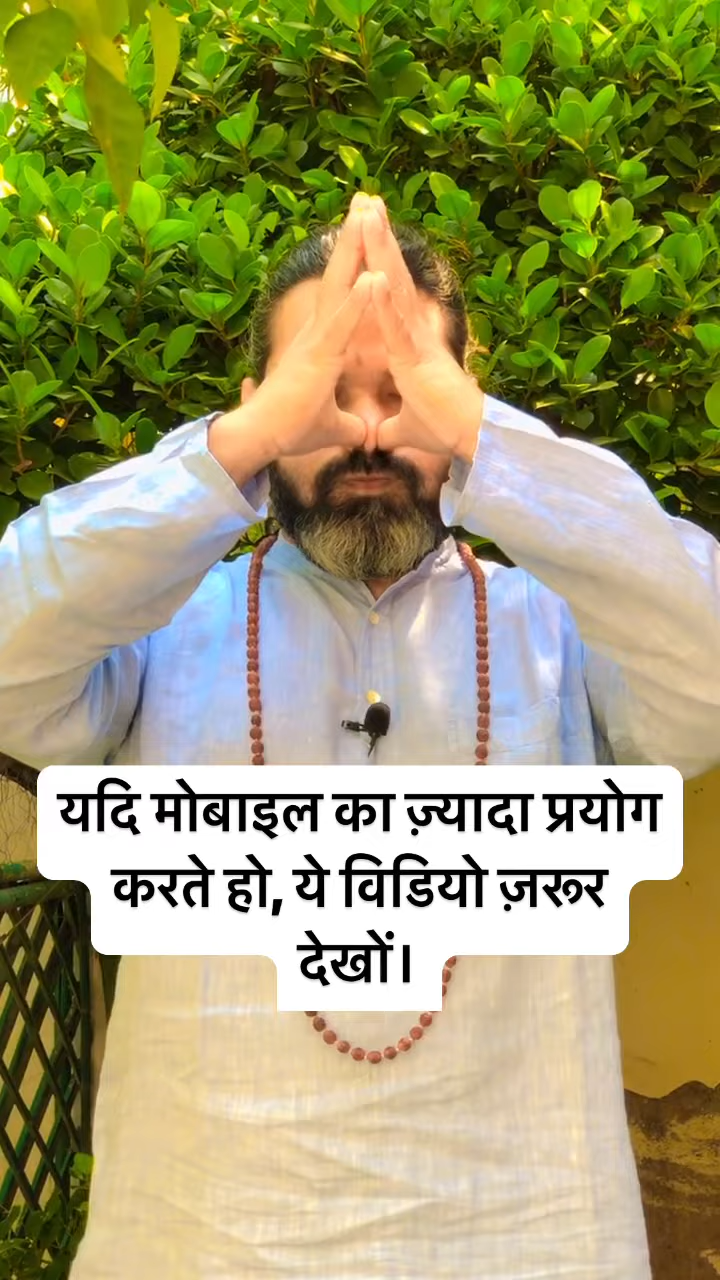 यदि मोबाइल का ज़्यादा प्रयोग
करते हो, ये विडियो ज़रूर
देखों।